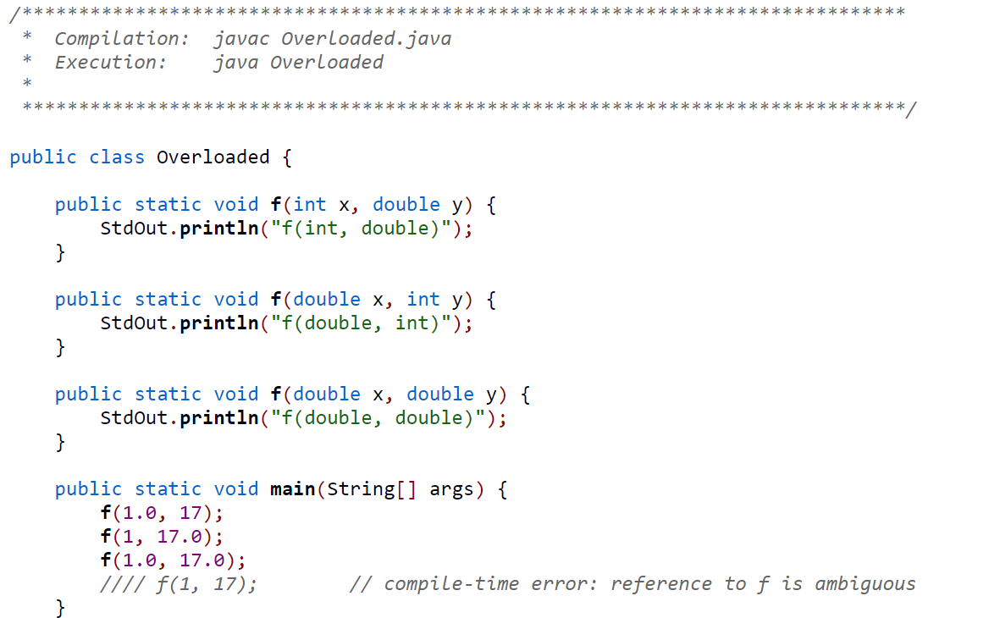 /******************************************************************************
 *  Compilation:  javac Overloaded.java
 *  Execution:    java Overloaded
 *
 ******************************************************************************/
public class Overloaded {
    public static void f(int x, double y) {
        StdOut.println("f(int, double)");
    }
    public static void f(double x, int y) {
        StdOut.println("f(double, int)");
    }
    public static void f(double x, double y) {
        StdOut.println("f(double, double)");
    }
    public static void main(String[] args) {
        f(1.0, 17);
        f(1, 17.0);
        f(1.0, 17.0);
        //// f(1, 17);        // compile-time error: reference to f is ambiguous
    }